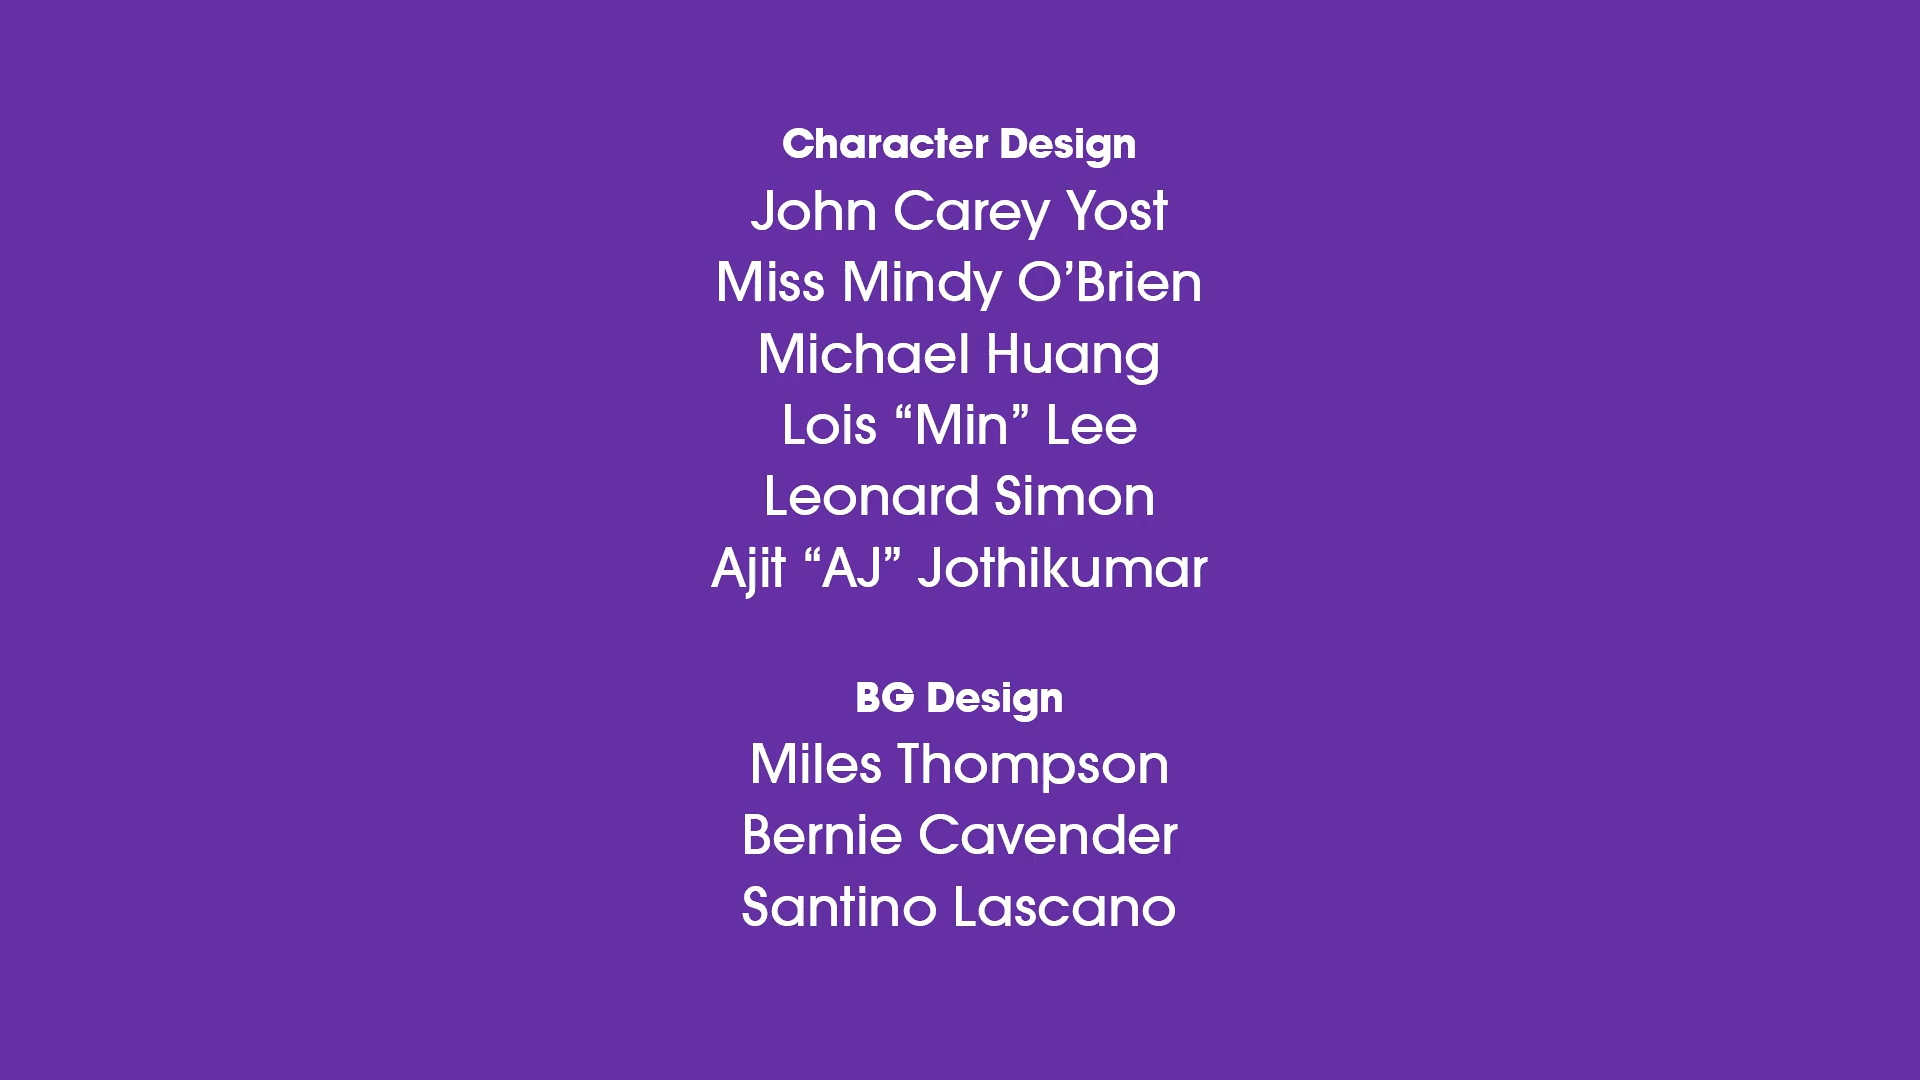 Character Design
John Carey Yost
Miss Mindy O’Brien
Michael Huang
Lois “Min” Lee
Leonard Simon
Ajit “AJ” Jothikumar
BG Design
Miles Thompson
Bernie Cavender
Santino Lascano